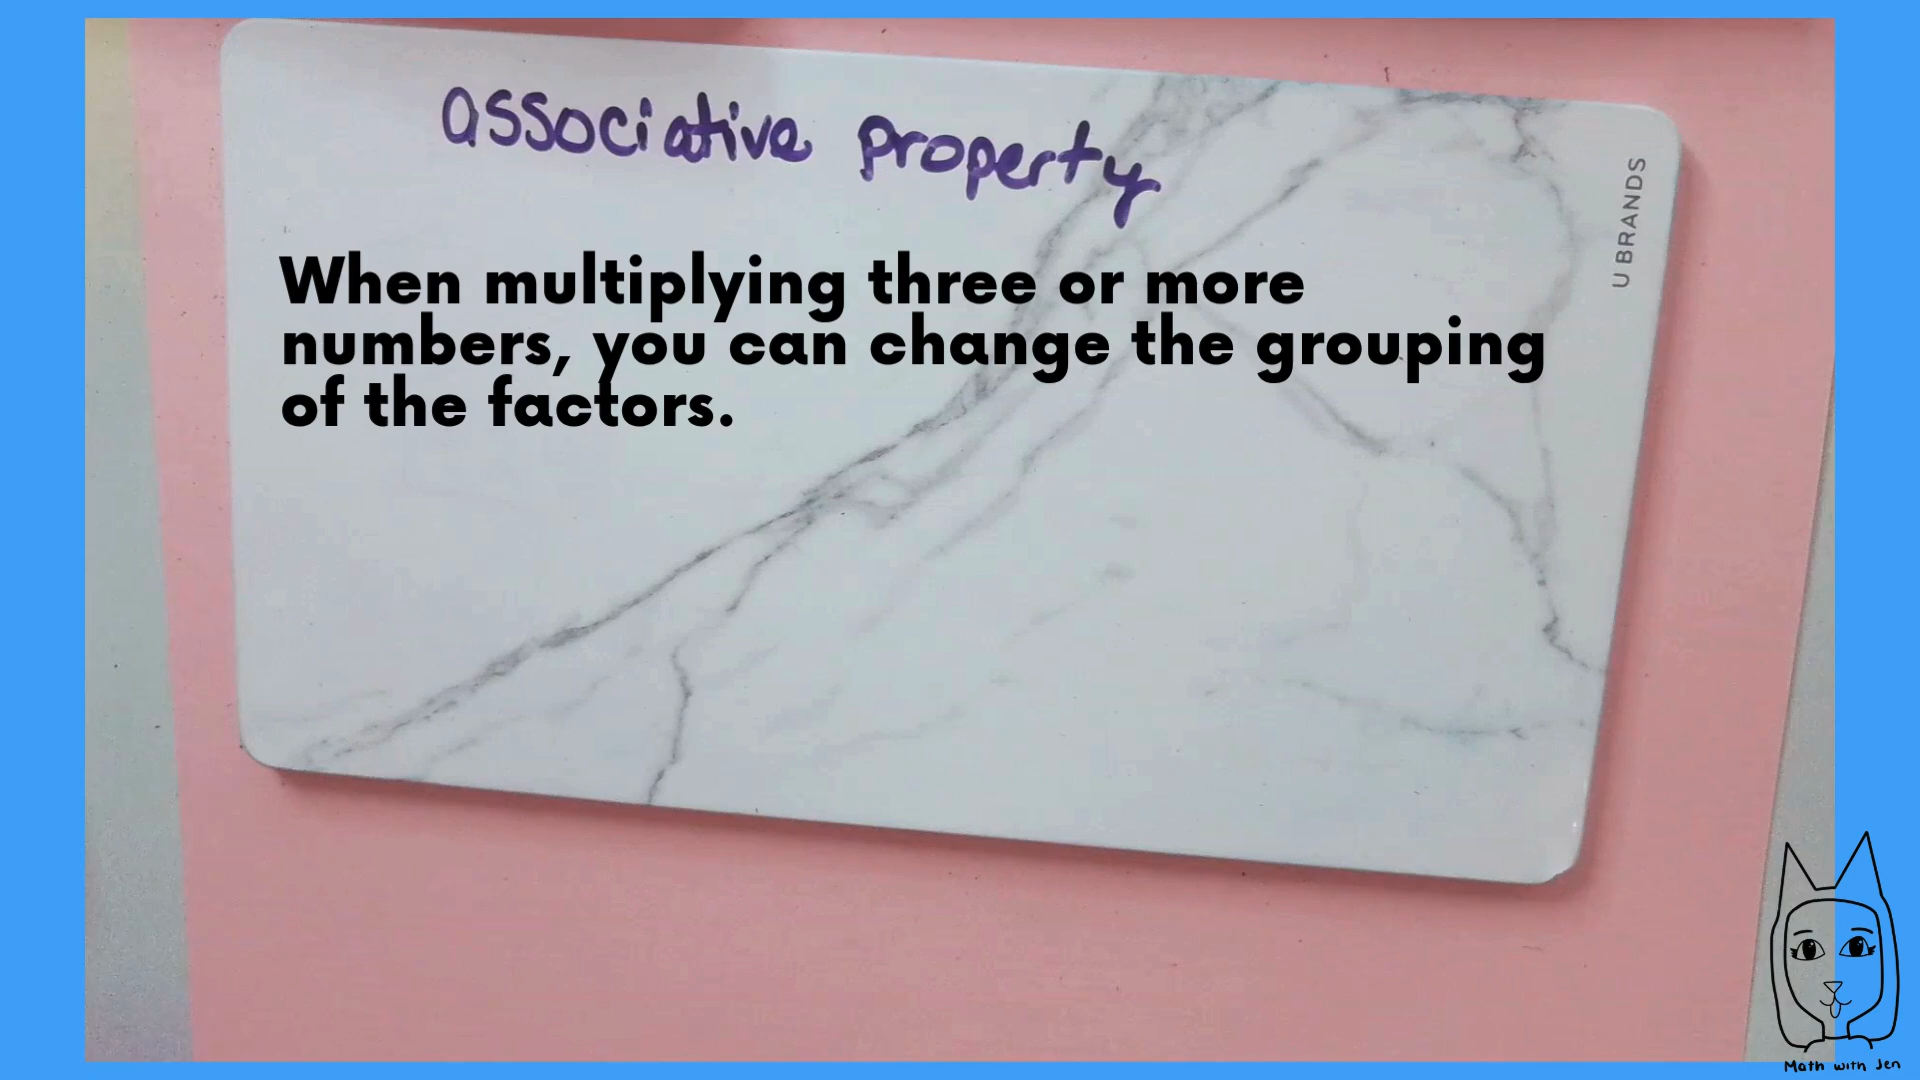 associative property
When multiplying three or more
numbers, you can change the grouping
of the factors.
U BRANDS
Math with Jen